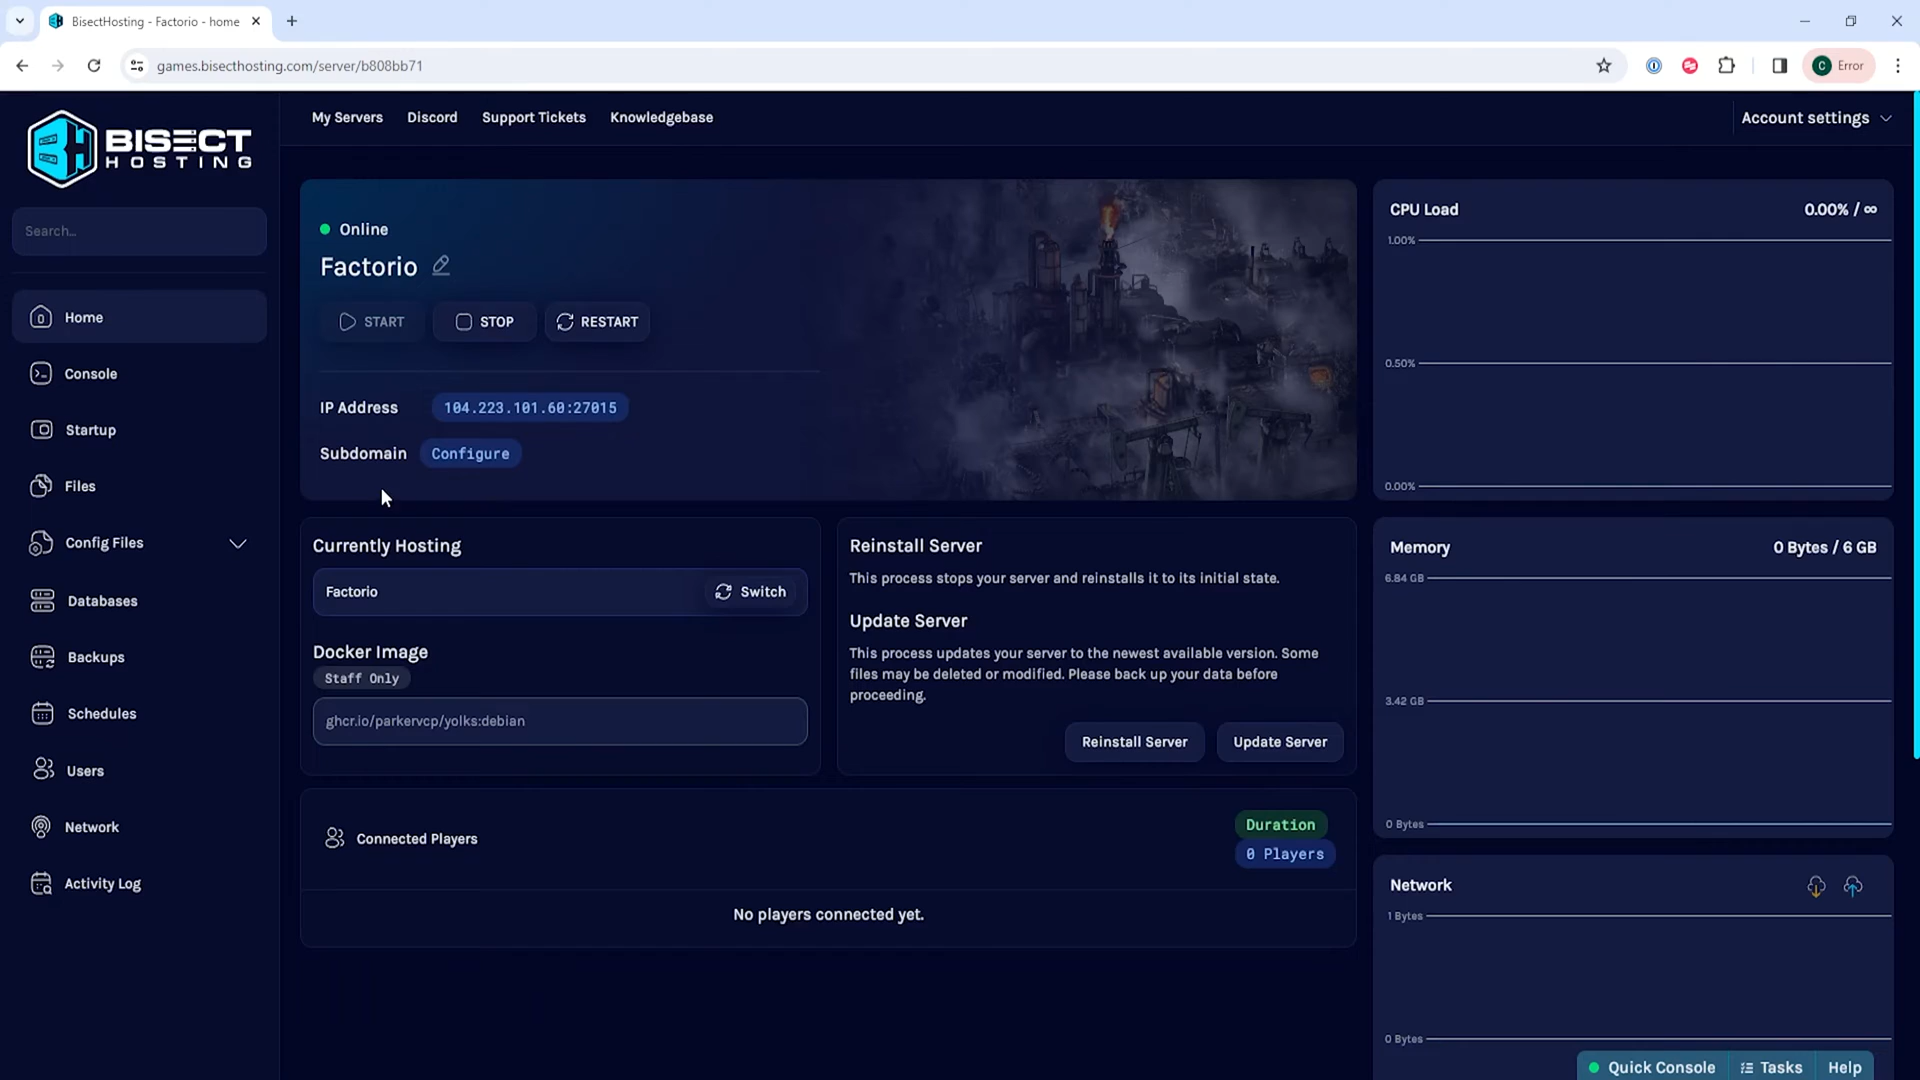 BisectHosting - Factorio - home
games.bisecthosting.com/server/b808bb71
C Error
BISECT
HOSTING
My Servers Discord Support Tickets Knowledgebase
Account settings
Search...
Home
Console
Startup
Files
Config Files
Databases
Backups
Schedules
Users
Network
Activity Log
Online
Factorio
START STOP RESTART
IP Address 104.223.101.60:27015
Subdomain Configure
Currently Hosting
Factorio Switch
Docker Image
Staff Only
ghcr.io/parkervcp/yolks:debian
Reinstall Server
This process stops your server and reinstalls it to its initial state.
Update Server
This process updates your server to the newest available version. Some
files may be deleted or modified. Please back up your data before
proceeding.
Reinstall Server Update Server
Connected Players
Duration
0 Players
No players connected yet.
CPU Load 0.00% / ∞
1.00%
0.50%
0.00%
Memory 0 Bytes / 6 GB
6.84 GB
3.42 GB
0 Bytes
Network
1 Bytes
0 Bytes
Quick Console Tasks Help